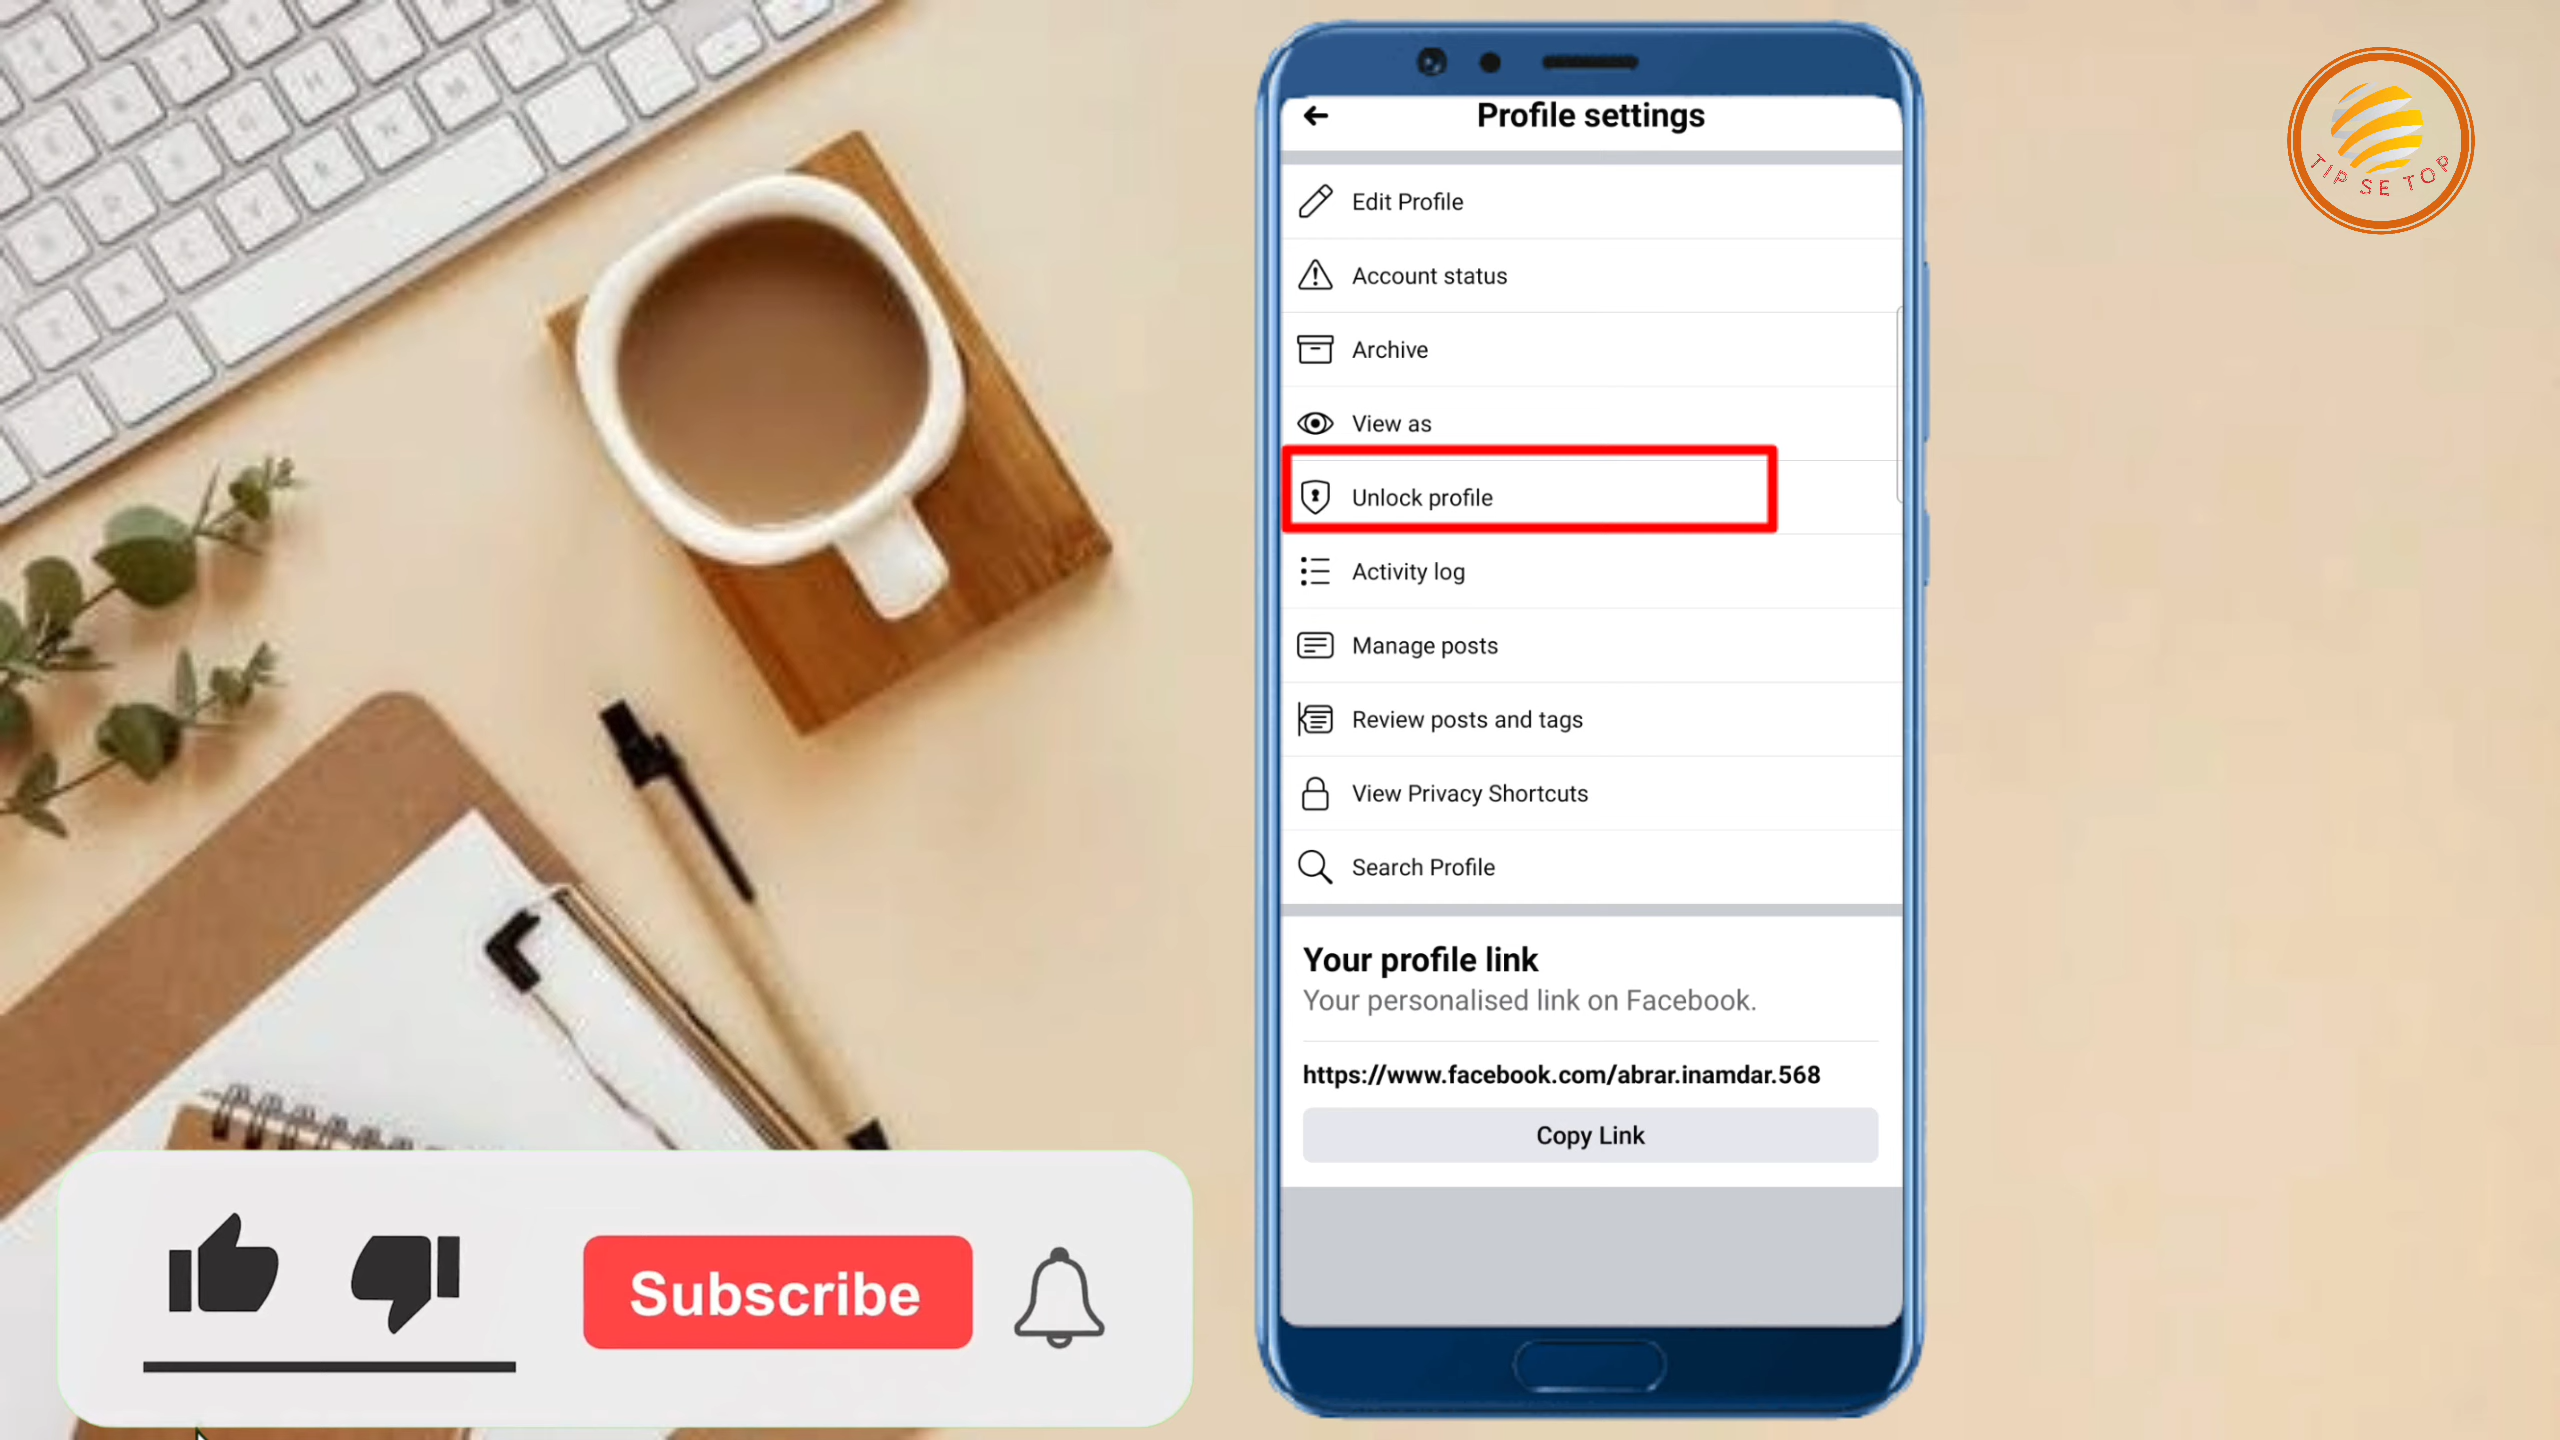 Profile settings
Edit Profile
Account status
Archive
View as
Unlock profile
Activity log
Manage posts
Review posts and tags
View Privacy Shortcuts
Search Profile
Your profile link
Your personalised link on Facebook.
https://www.facebook.com/abrar.inamdar.568
Copy Link
TIP SE TOP
Subscribe